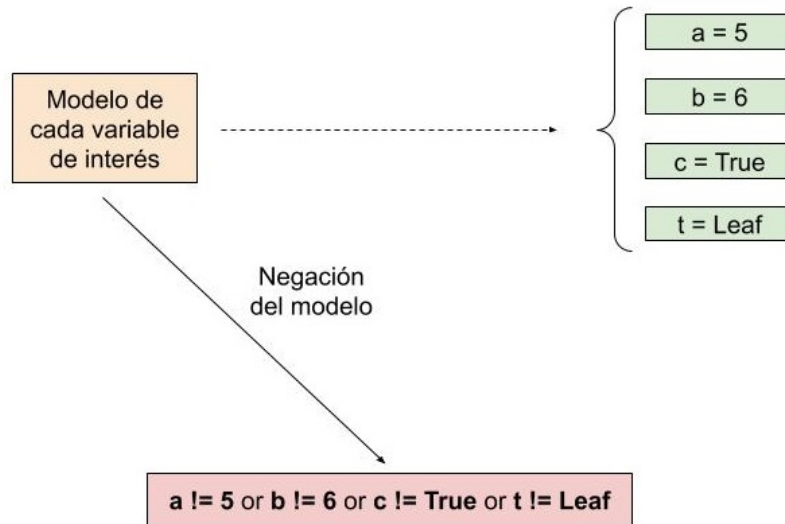 Modelo de
cada variable
de interés
a = 5
b = 6
c = True
t = Leaf
Negación
del modelo
a != 5 or b != 6 or c != True or t != Leaf